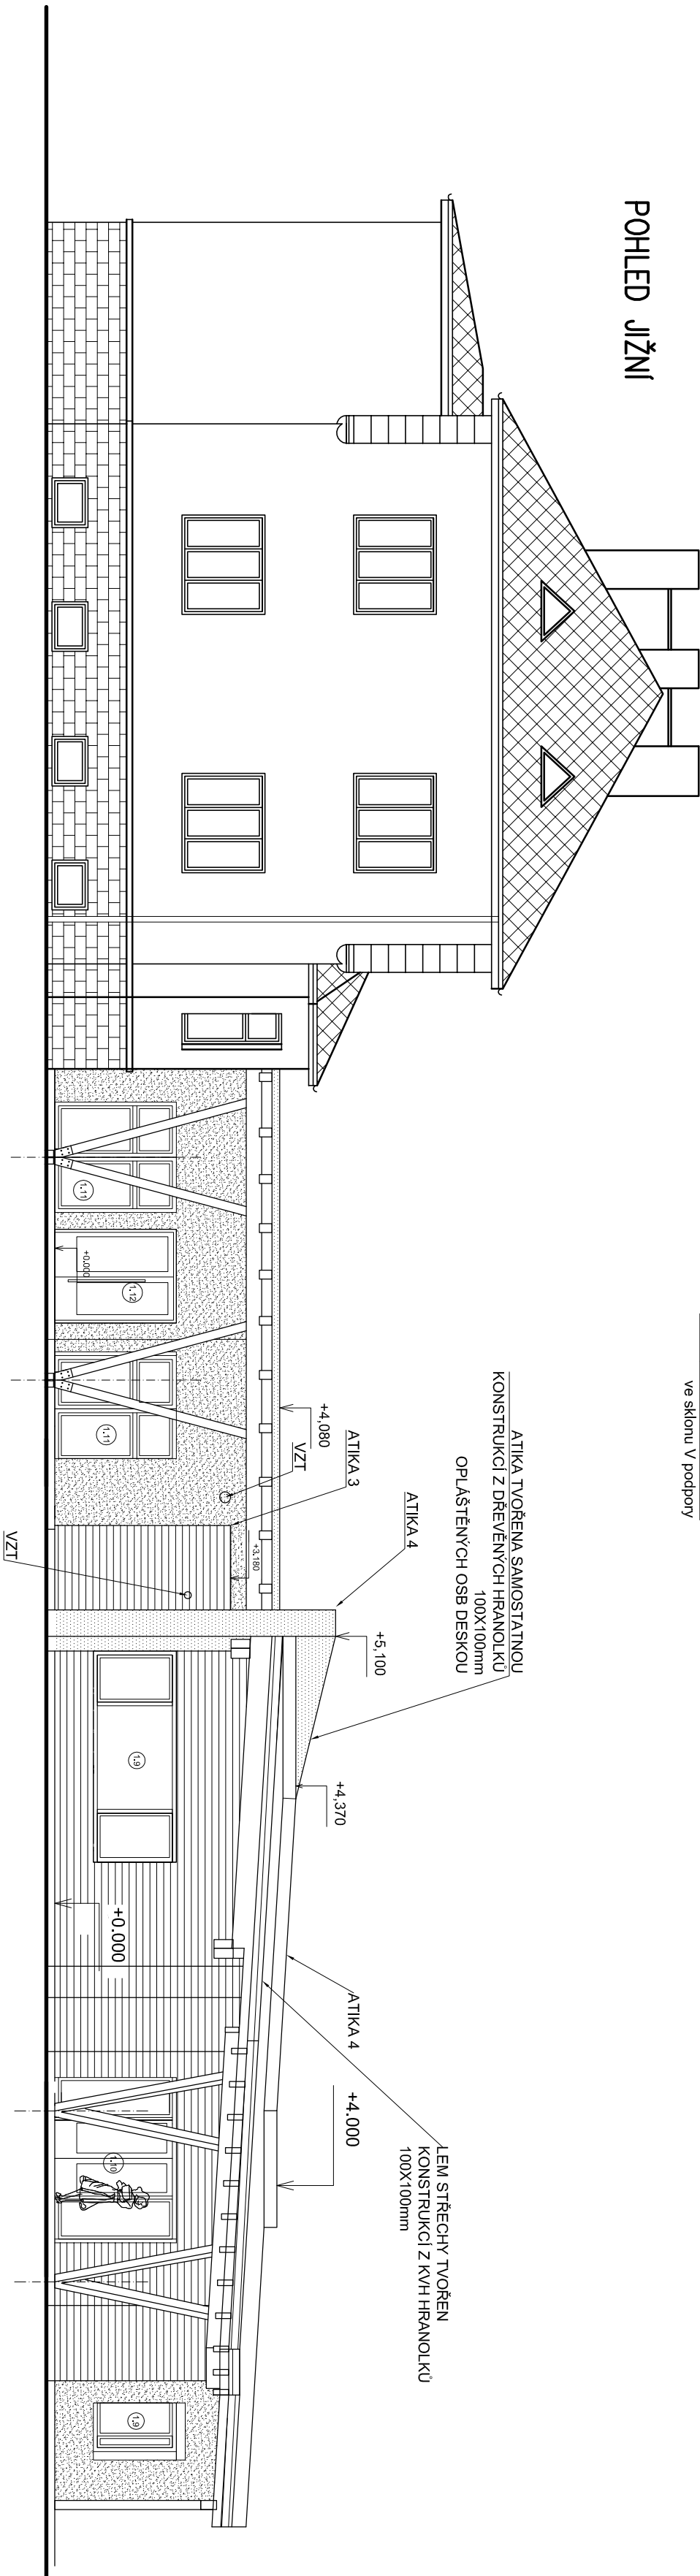 POHLED JIŽNÍ
ve sklonu V podpory
ATIKA TVOŘENA SAMOSTATNOU
KONSTRUKCÍ Z DŘEVĚNÝCH HRANOLKŮ
100X100mm
OPLÁŠTĚNÝCH OSB DESKOU
ATIKA 4
ATIKA 3
+4,080
VZT
+3.180
VZT
+5,100
+4,370
ATIKA 4
+4.000
LEM STŘECHY TVOŘEN
KONSTRUKCÍ Z KVH HRANOLKŮ
100X100mm
1.11
+0.000
1.12
1.11
1.9
+0.000
1.10
1.9